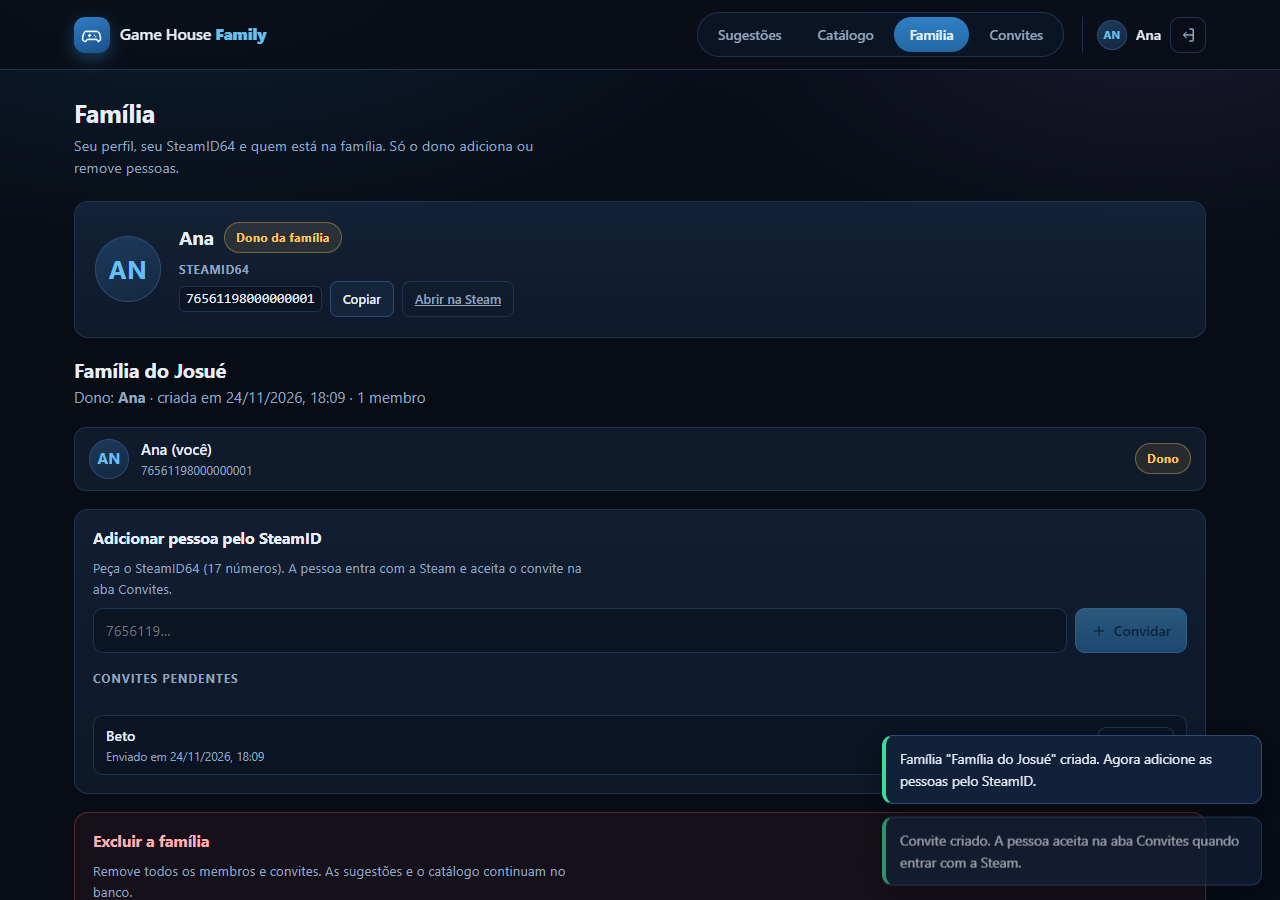 Game House Family
Sugestões
Catálogo
Família
Convites
AN
Ana
Família
Seu perfil, seu SteamID64 e quem está na família. Só o dono adiciona ou
remove pessoas.
AN
Ana
Dono da família
STEAMID64
76561198000000001
Copiar
Abrir na Steam
Família do Josué
Dono: Ana · criada em 24/11/2026, 18:09 · 1 membro
AN
Ana (você)
76561198000000001
Dono
Adicionar pessoa pelo SteamID
Peça o SteamID64 (17 números). A pessoa entra com a Steam e aceita o convite na
aba Convites.
7656119...
+ Convidar
CONVITES PENDENTES
Beto
Enviado em 24/11/2026, 18:09
Família "Família do Josué" criada. Agora adicione as
pessoas pelo SteamID.
Convite criado. A pessoa aceita na aba Convites quando
entrar com a Steam.
Excluir a família
Remove todos os membros e convites. As sugestões e o catálogo continuam no
banco.